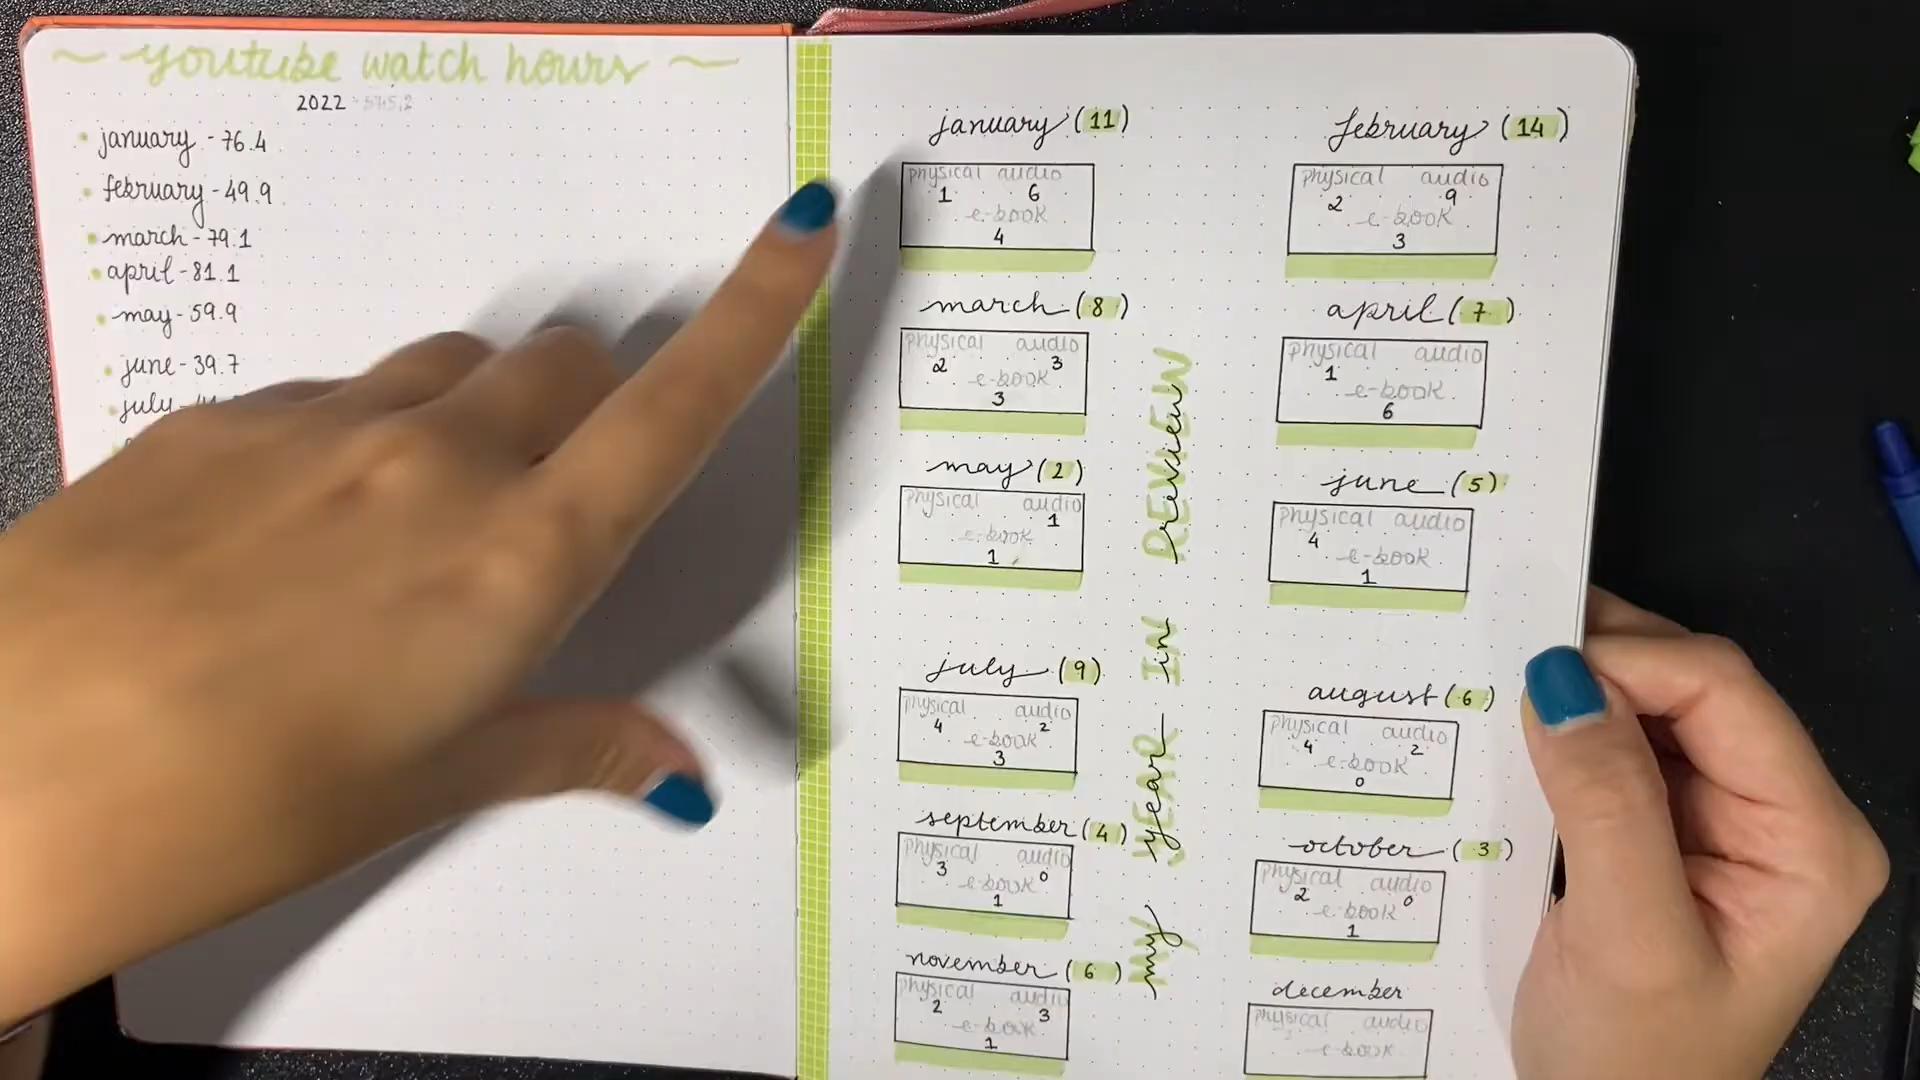 ~ youtube watch hours ~
2022 - 575.2
january - 76.4
february - 49.9
march - 79.1
april - 81.1
may - 59.9
june - 39.7
july -
january (11)
physical audio
1 6
e-book
4
february (14)
physical audio
2 9
e-book
3
march (8)
physical audio
2 3
e-book
3
april (7)
physical audio
1
e-book
6
may (2)
physical audio
1
e-book
1
june (5)
physical audio
4
e-book
1
july (9)
physical audio
4 2
e-book
3
august (6)
physical audio
4 2
e-book
0
september (4)
physical audio
3 0
e-book
1
october (3)
physical audio
2 0
e-book
1
november (6)
physical audio
2 3
e-book
1
december
physical audio
e-book
my year in review
MY YEAR IN REVIEW